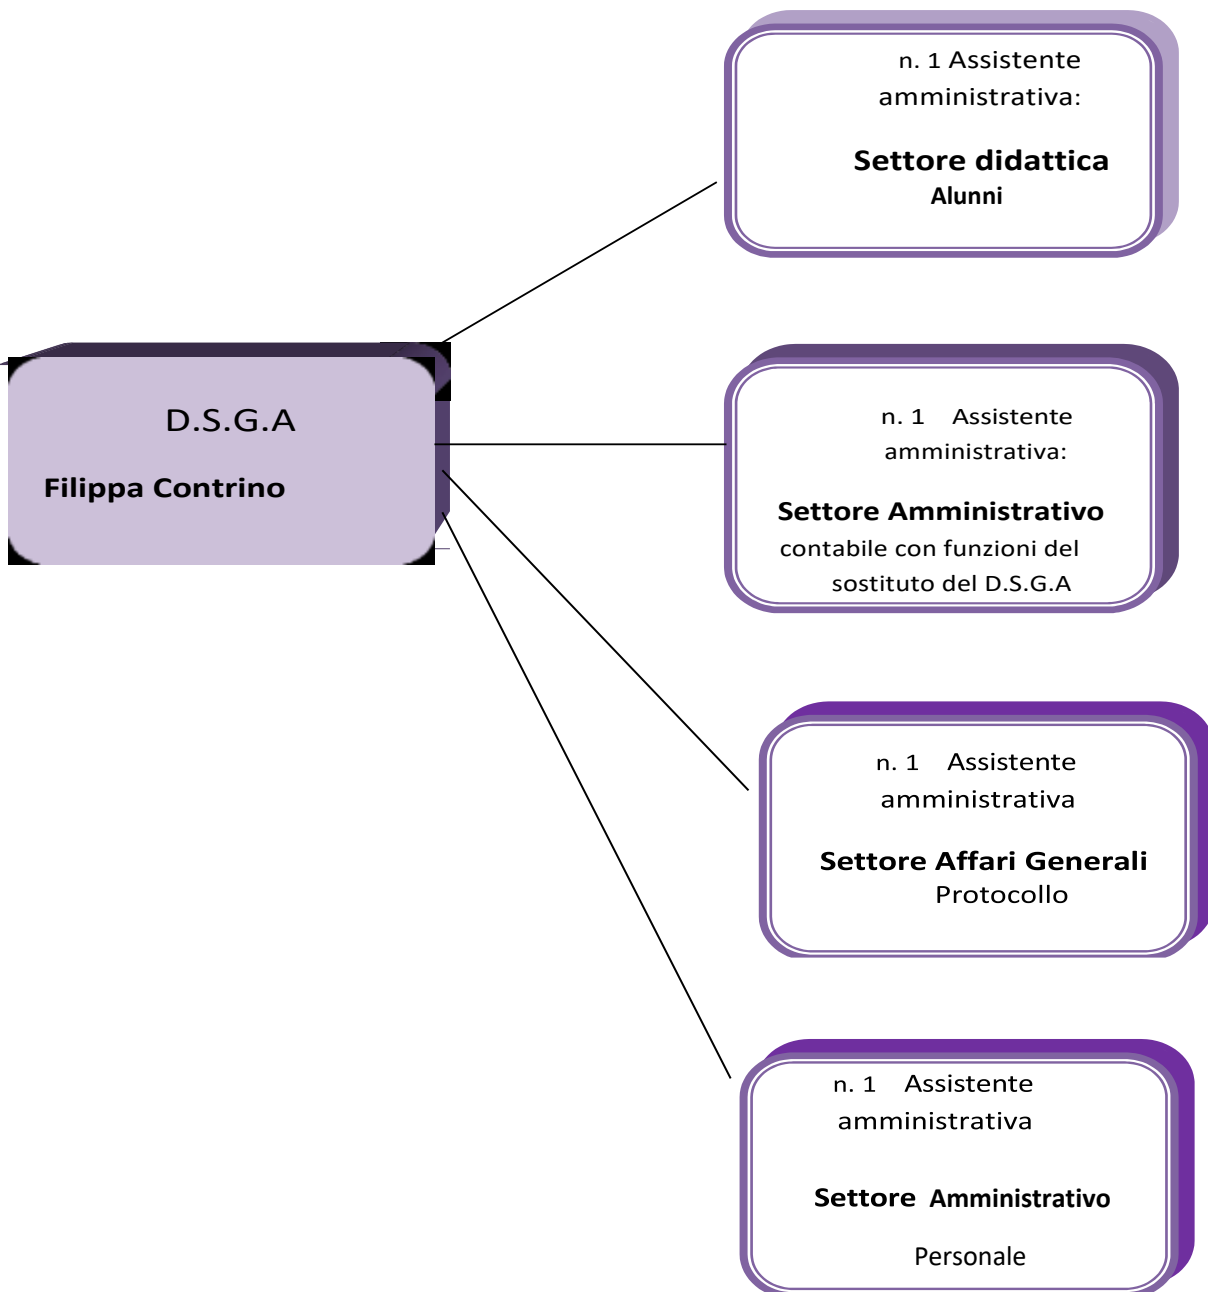 n. 1 Assistente
amministrativa:
Settore didattica
Alunni
D.S.G.A
Filippa Contrino
n. 1 Assistente
amministrativa:
Settore Amministrativo
contabile con funzioni del
sostituto del D.S.G.A
n. 1 Assistente
amministrativa
Settore Affari Generali
Protocollo
n. 1 Assistente
amministrativa
Settore Amministrativo
Personale